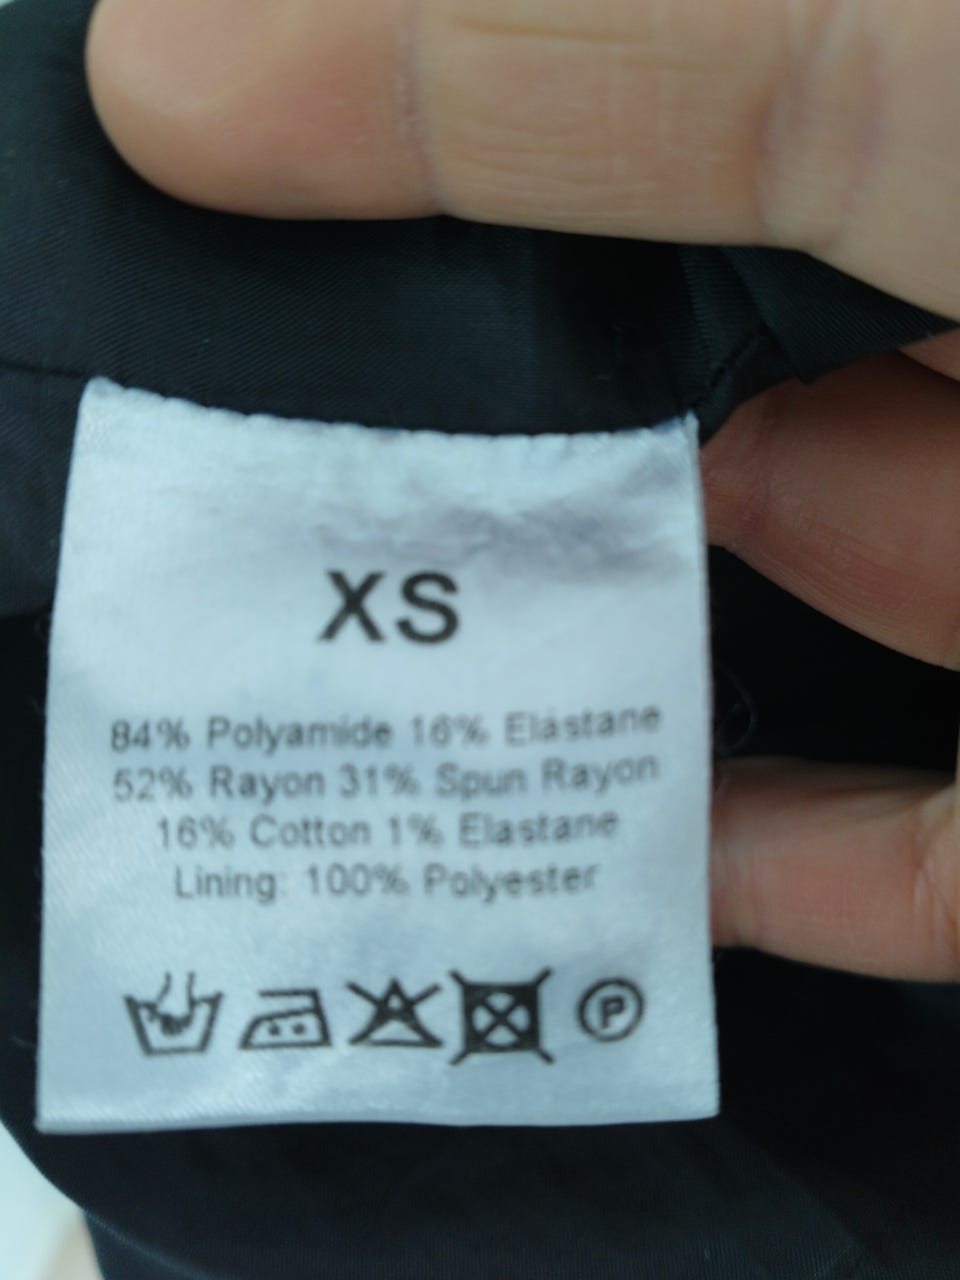 XS
84% Polyamide 16% Elastane
52% Rayon 31% Spun Rayon
16% Cotton 1% Elastane
Lining: 100% Polyester
P